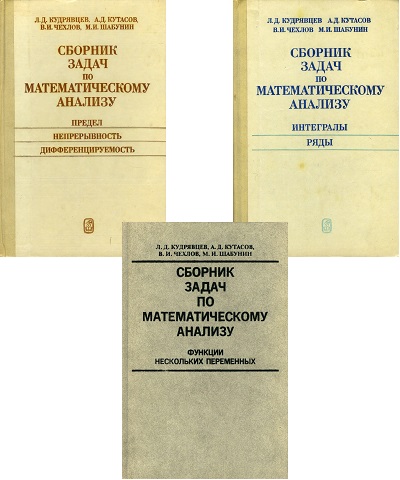 Л.Д. КУДРЯВЦЕВ А.Д. КУТАСОВ
В.И. ЧЕХЛОВ М.И. ШАБУНИН
СБОРНИК
ЗАДАЧ
ПО
МАТЕМАТИЧЕСКОМУ
АНАЛИЗУ
ПРЕДЕЛ
НЕПРЕРЫВНОСТЬ
ДИФФЕРЕНЦИРУЕМОСТЬ
Л.Д. КУДРЯВЦЕВ А.Д. КУТАСОВ
В.И. ЧЕХЛОВ М.И. ШАБУНИН
СБОРНИК
ЗАДАЧ
ПО
МАТЕМАТИЧЕСКОМУ
АНАЛИЗУ
ИНТЕГРАЛЫ
РЯДЫ
Л. Д. КУДРЯВЦЕВ, А. Д. КУТАСОВ,
В. И. ЧЕХЛОВ, М. И. ШАБУНИН
СБОРНИК
ЗАДАЧ
ПО
МАТЕМАТИЧЕСКОМУ
АНАЛИЗУ
ФУНКЦИИ
НЕСКОЛЬКИХ ПЕРЕМЕННЫХ